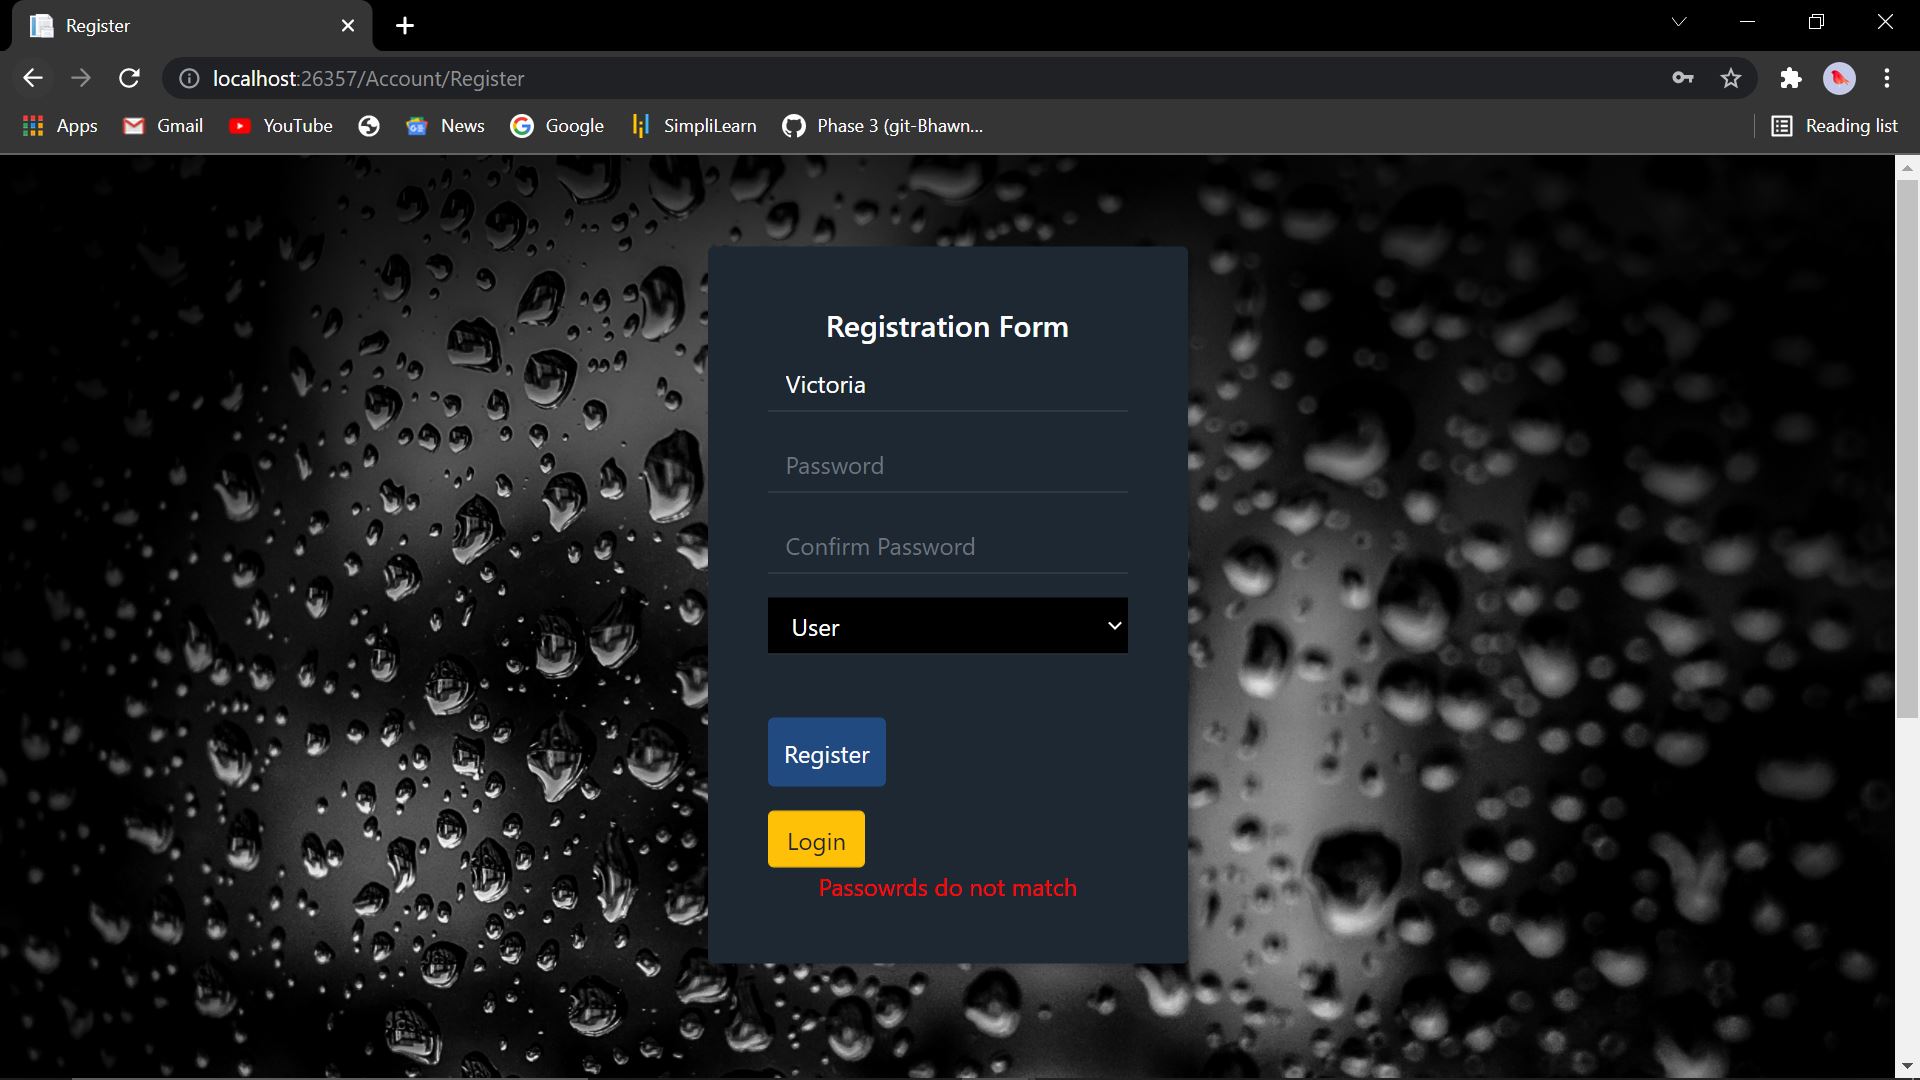 Register
localhost:26357/Account/Register
Apps Gmail YouTube News Google SimpliLearn Phase 3 (git-Bhawn... Reading list
Registration Form
Victoria
Password
Confirm Password
User
Register
Login
Passowrds do not match